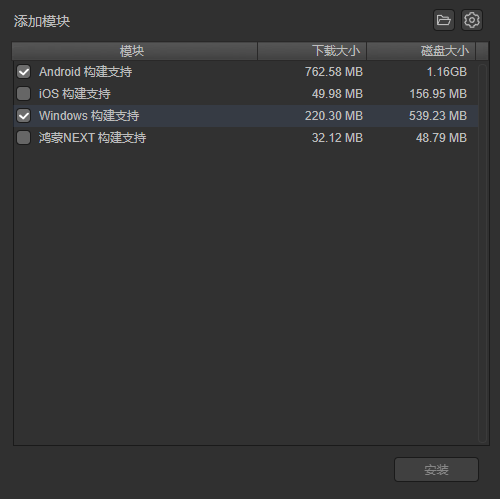 添加模块
模块 下载大小 磁盘大小
Android 构建支持 762.58 MB 1.16GB
iOS 构建支持 49.98 MB 156.95 MB
Windows 构建支持 220.30 MB 539.23 MB
鸿蒙NEXT 构建支持 32.12 MB 48.79 MB
安装